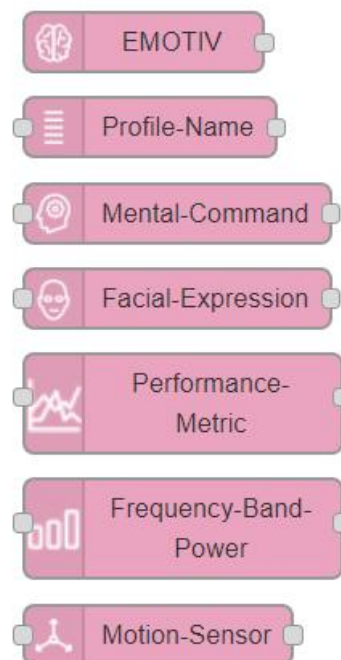 EMOTIV
Profile-Name
Mental-Command
Facial-Expression
Performance-
Metric
Frequency-Band-
Power
Motion-Sensor